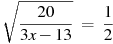 √(20/(3x − 13)) = 1/2